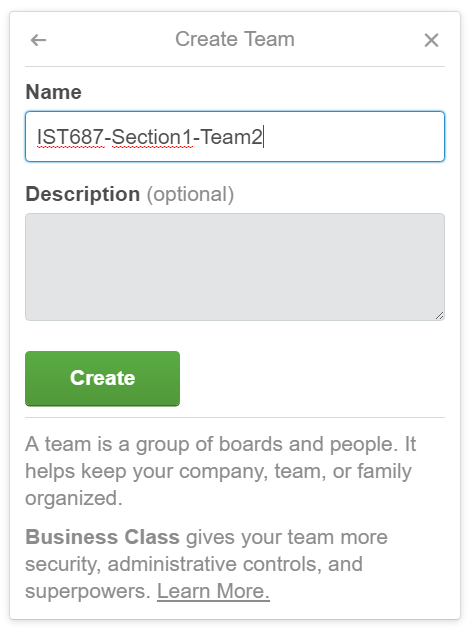 Create Team
Name
IST687-Section1-Team2
Description (optional)
Create
A team is a group of boards and people. It
helps keep your company, team, or family
organized.
Business Class gives your team more
security, administrative controls, and
superpowers. Learn More.